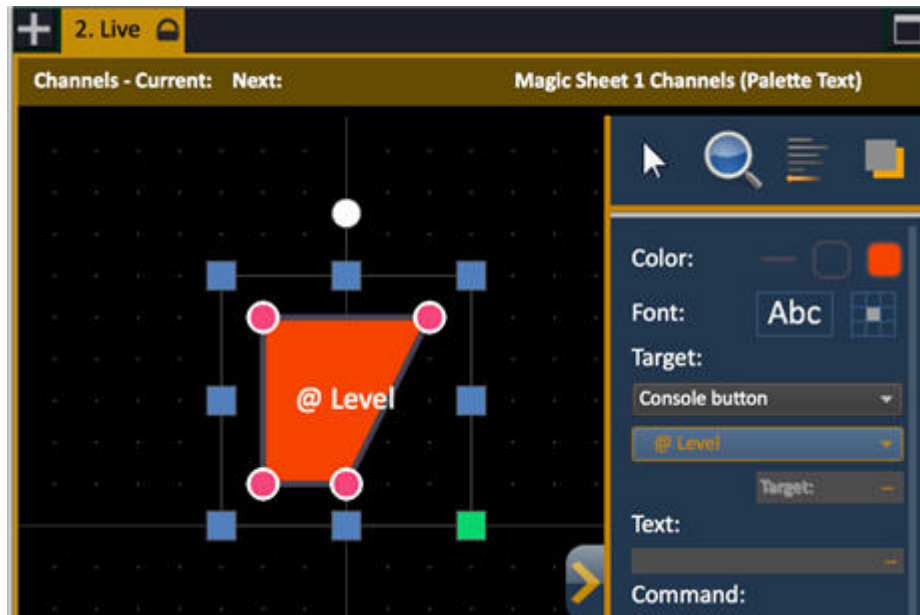 2. Live
Channels - Current: Next:
Magic Sheet 1 Channels (Palette Text)
Color:
Font:
Abc
Target:
Console button
@ Level
Target:
Text:
Command:
@ Level